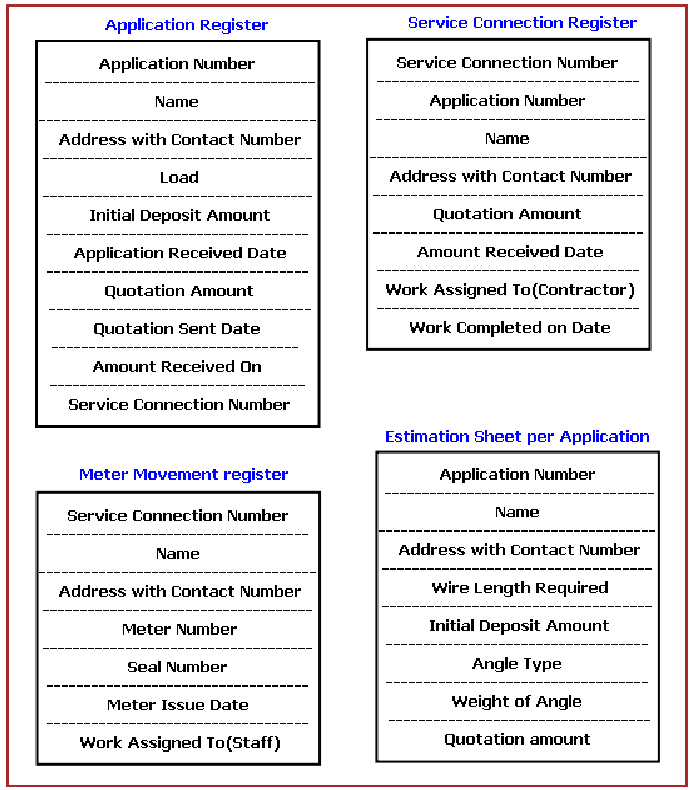 Application Register
Application Number
Name
Address with Contact Number
Load
Initial Deposit Amount
Application Received Date
Quotation Amount
Quotation Sent Date
Amount Received On
Service Connection Number
Service Connection Register
Service Connection Number
Application Number
Name
Address with Contact Number
Quotation Amount
Amount Received Date
Work Assigned To(Contractor)
Work Completed on Date
Meter Movement register
Service Connection Number
Name
Address with Contact Number
Meter Number
Seal Number
Meter Issue Date
Work Assigned To(Staff)
Estimation Sheet per Application
Application Number
Name
Address with Contact Number
Wire Length Required
Initial Deposit Amount
Angle Type
Weight of Angle
Quotation amount